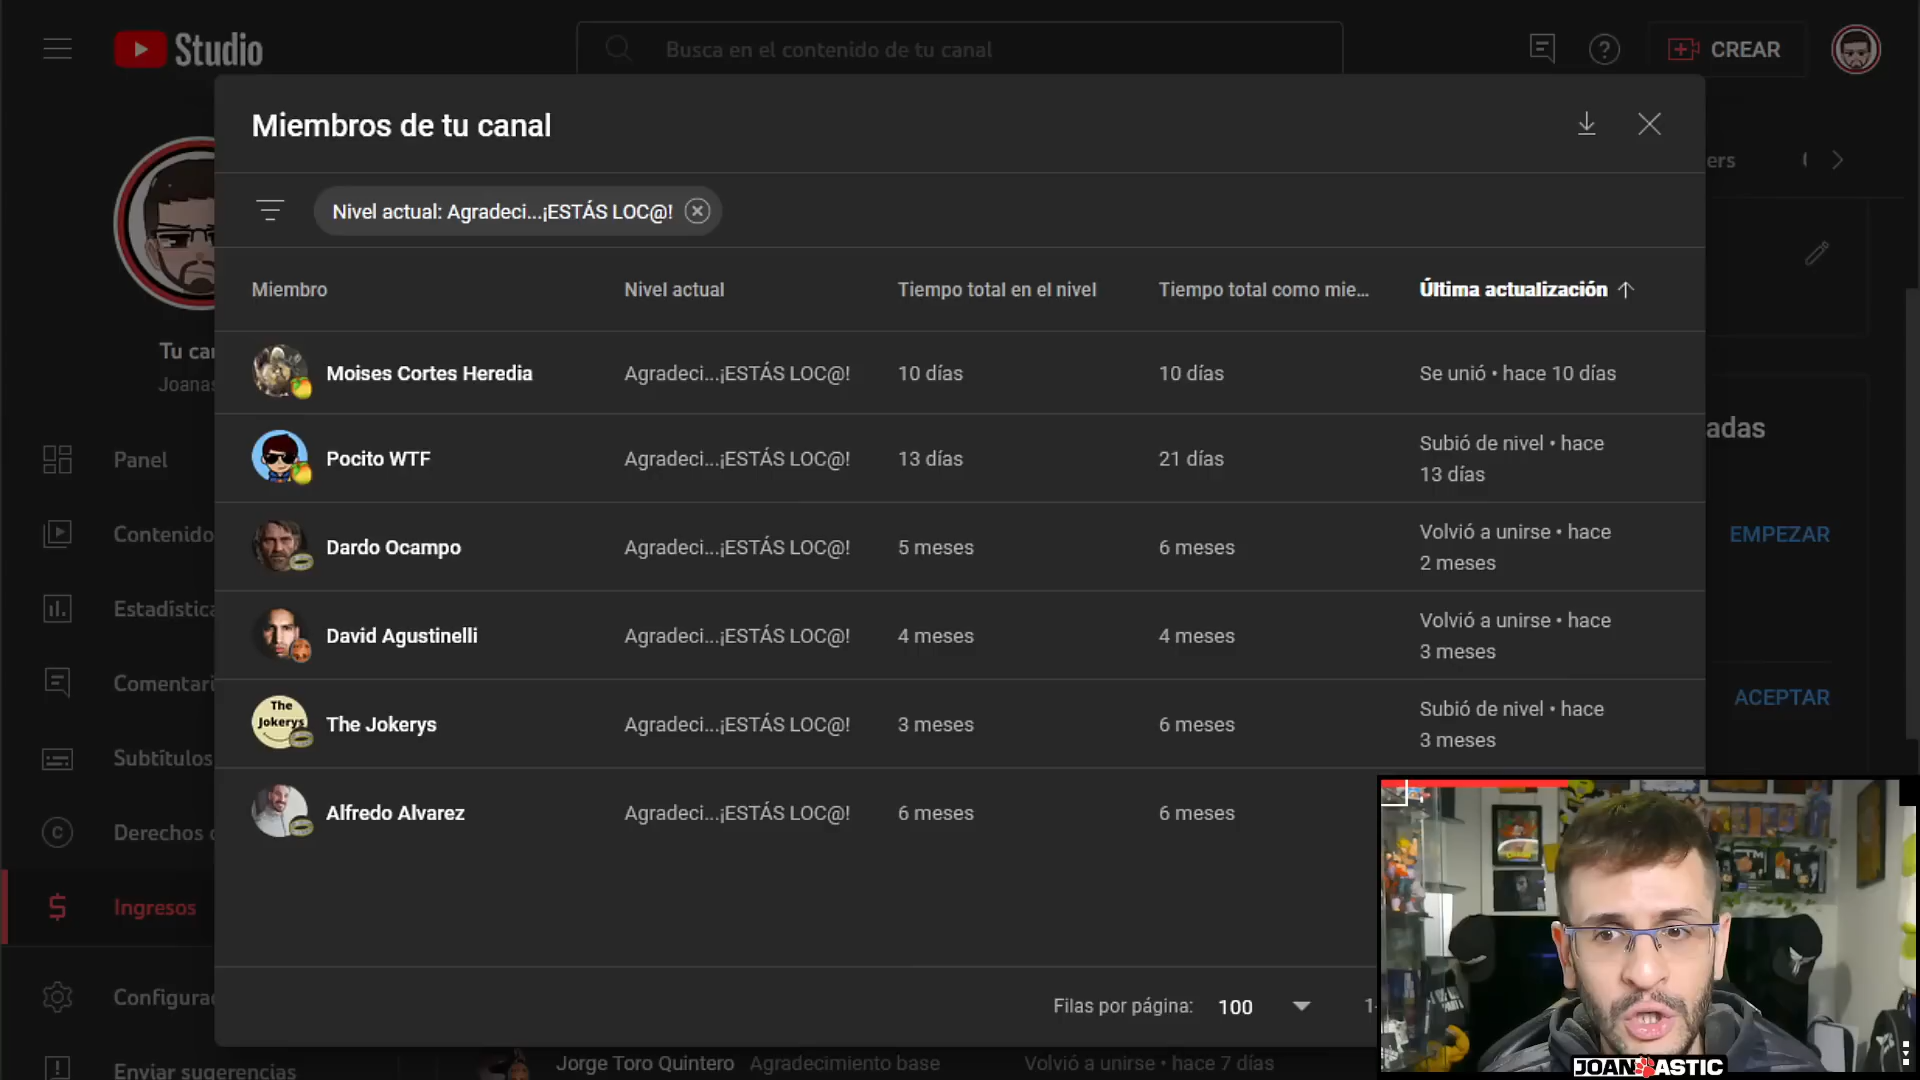 Studio
Busca en el contenido de tu canal
CREAR
Miembros de tu canal
ers
Nivel actual: Agradeci...¡ESTÁS LOC@!
Miembro
Nivel actual
Tiempo total en el nivel
Tiempo total como mie...
Última actualización
Moises Cortes Heredia
Agradeci...¡ESTÁS LOC@!
10 días
10 días
Se unió • hace 10 días
Tu ca
Joana
adas
Pocito WTF
Agradeci...¡ESTÁS LOC@!
13 días
21 días
Subió de nivel • hace
13 días
Panel
Dardo Ocampo
Agradeci...¡ESTÁS LOC@!
5 meses
6 meses
Volvió a unirse • hace
2 meses
Contenido
EMPEZAR
David Agustinelli
Agradeci...¡ESTÁS LOC@!
4 meses
4 meses
Volvió a unirse • hace
3 meses
Estadística
Comentari
ACEPTAR
The
Jokerys
The Jokerys
Agradeci...¡ESTÁS LOC@!
3 meses
6 meses
Subió de nivel • hace
3 meses
Subtítulos
Alfredo Alvarez
Agradeci...¡ESTÁS LOC@!
6 meses
6 meses
Derechos
Ingresos
Configura
Filas por página:
100
1-
Enviar sugerencias
Jorge Toro Quintero
Agradecimiento base
Volvió a unirse • hace 7 días
JOANTASTIC